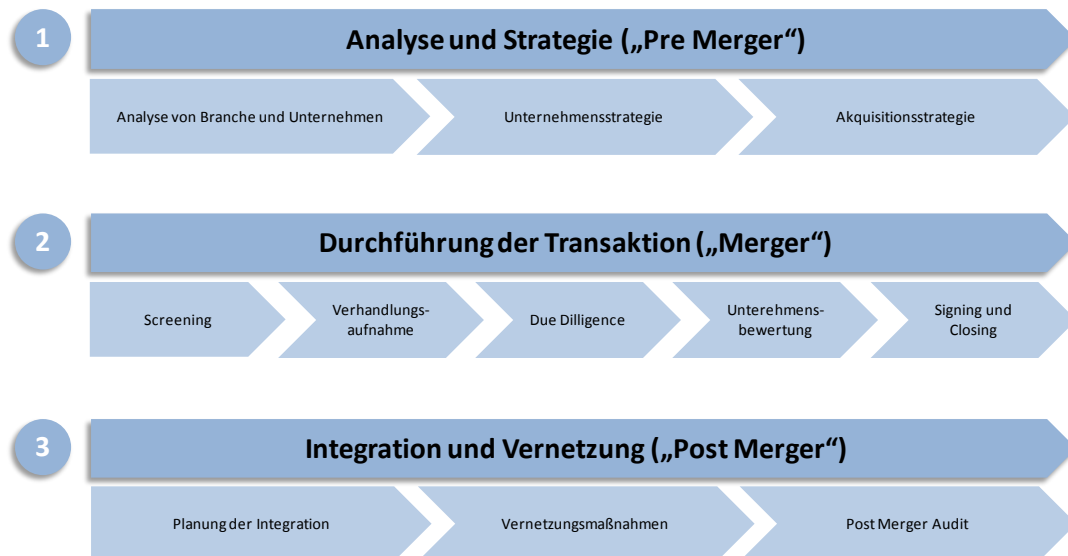 1
Analyse und Strategie („Pre Merger“)
Analyse von Branche und Unternehmen
Unternehmensstrategie
Akquisitionsstrategie
2
Durchführung der Transaktion („Merger“)
Screening
Verhandlungs-
aufnahme
Due Dilligence
Unterehmens-
bewertung
Signing und
Closing
3
Integration und Vernetzung („Post Merger“)
Planung der Integration
Vernetzungsmaßnahmen
Post Merger Audit